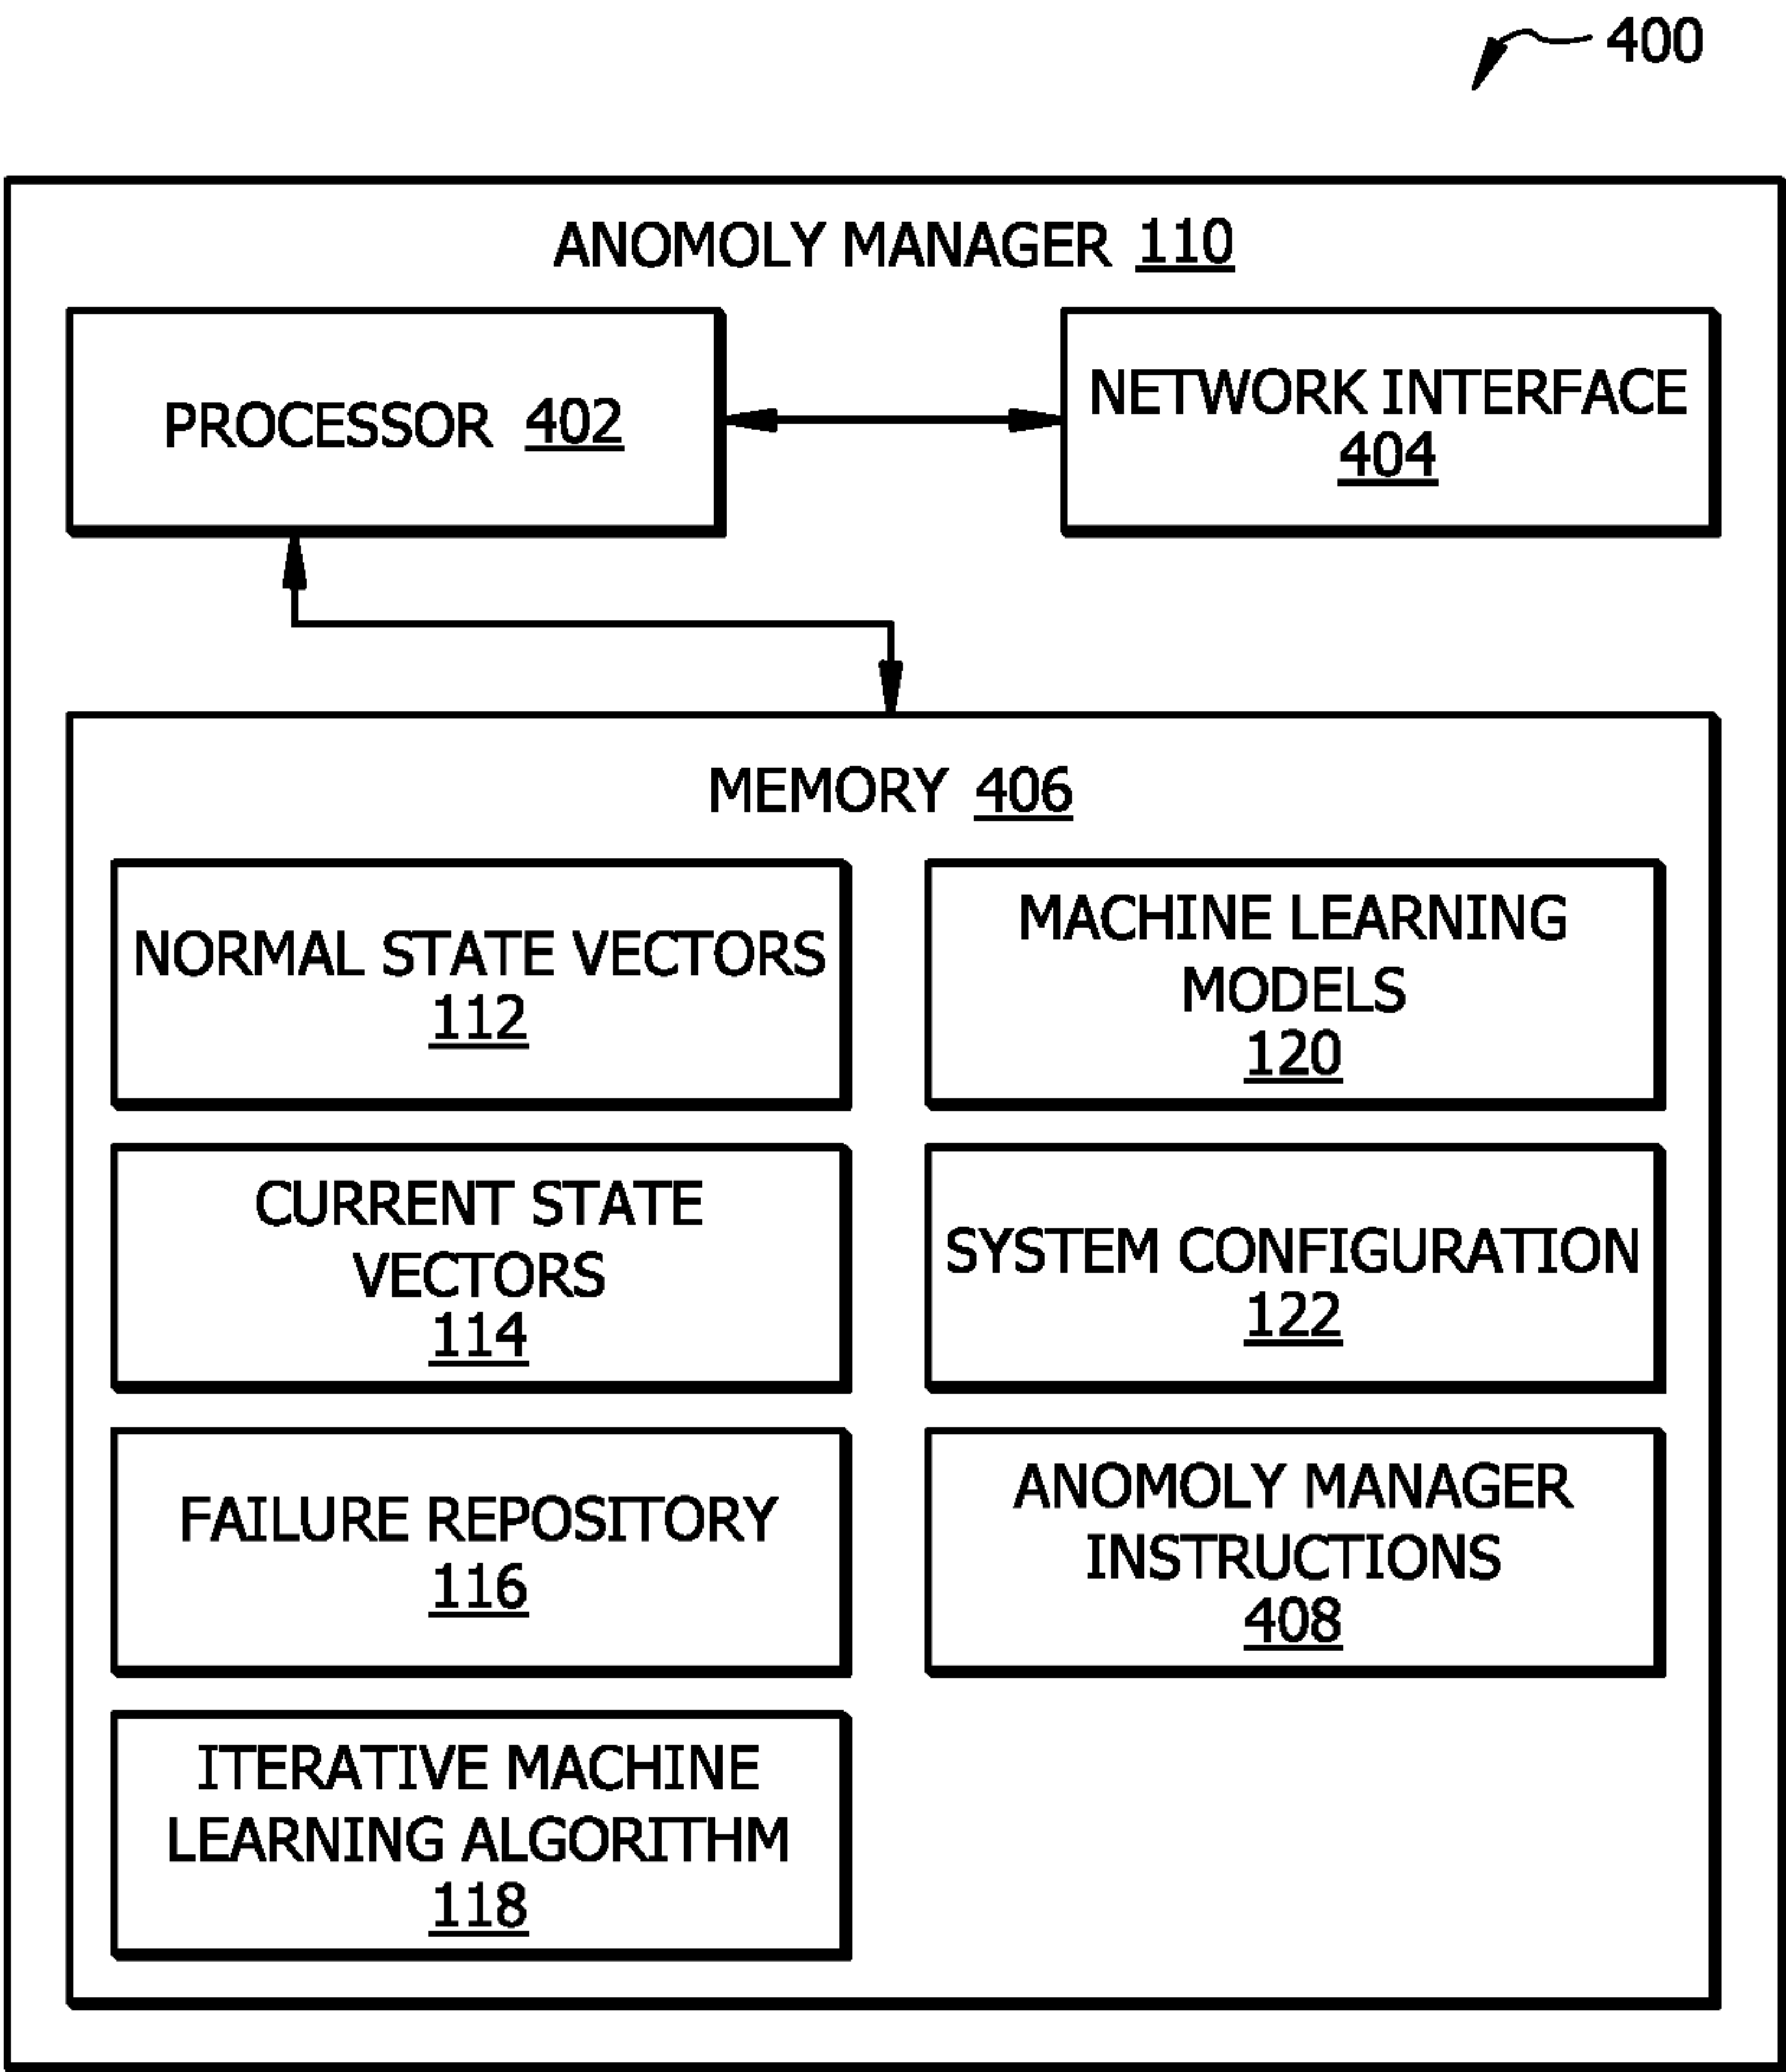 400
ANOMOLY MANAGER 110
PROCESSOR 402
NETWORK INTERFACE
404
MEMORY 406
NORMAL STATE VECTORS
112
MACHINE LEARNING
MODELS
120
CURRENT STATE
VECTORS
114
SYSTEM CONFIGURATION
122
FAILURE REPOSITORY
116
ANOMOLY MANAGER
INSTRUCTIONS
408
ITERATIVE MACHINE
LEARNING ALGORITHM
118